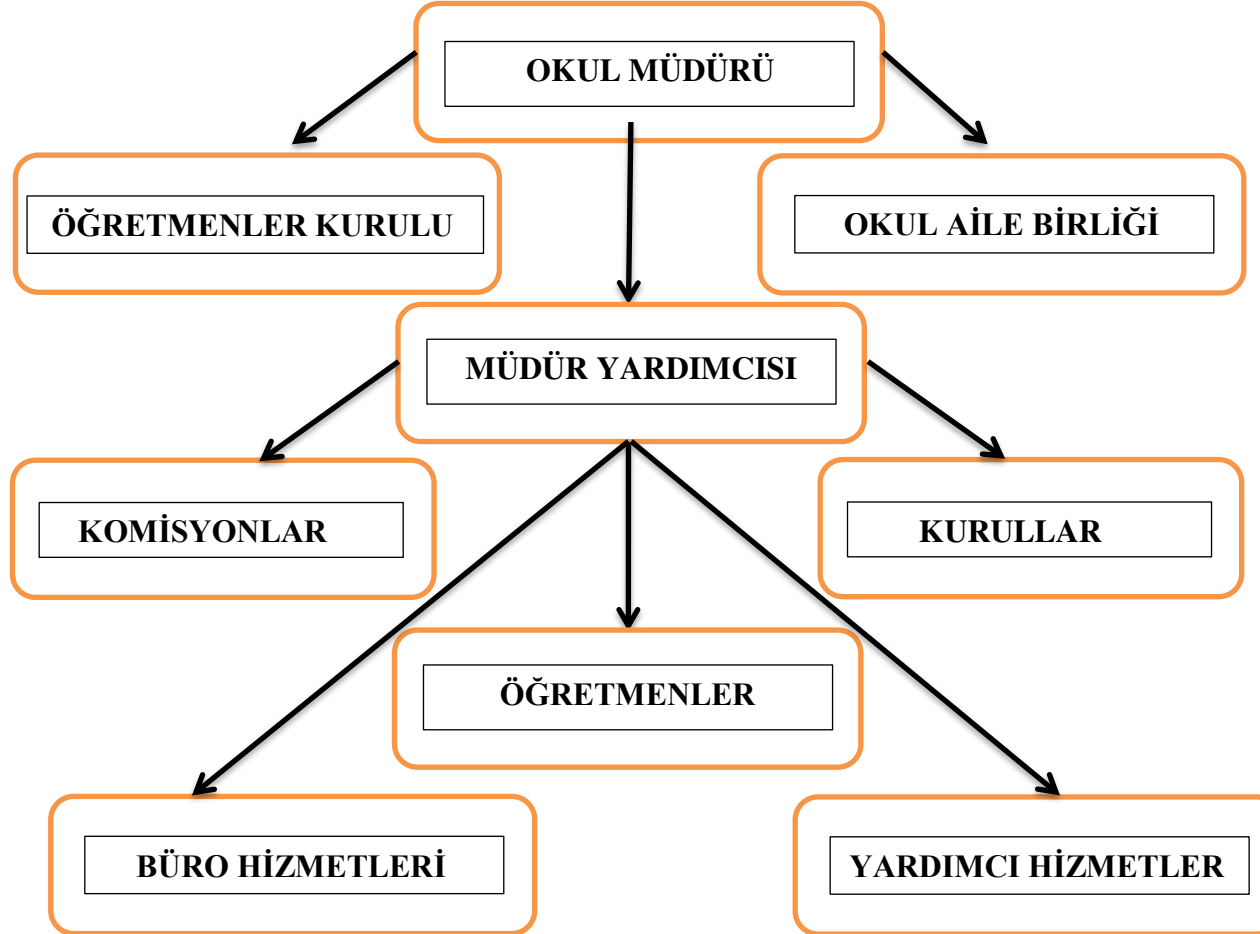 OKUL MÜDÜRÜ
ÖĞRETMENLER KURULU
OKUL AİLE BİRLİĞİ
MÜDÜR YARDIMCISI
KOMİSYONLAR
KURULLAR
ÖĞRETMENLER
BÜRO HİZMETLERİ
YARDIMCI HİZMETLER